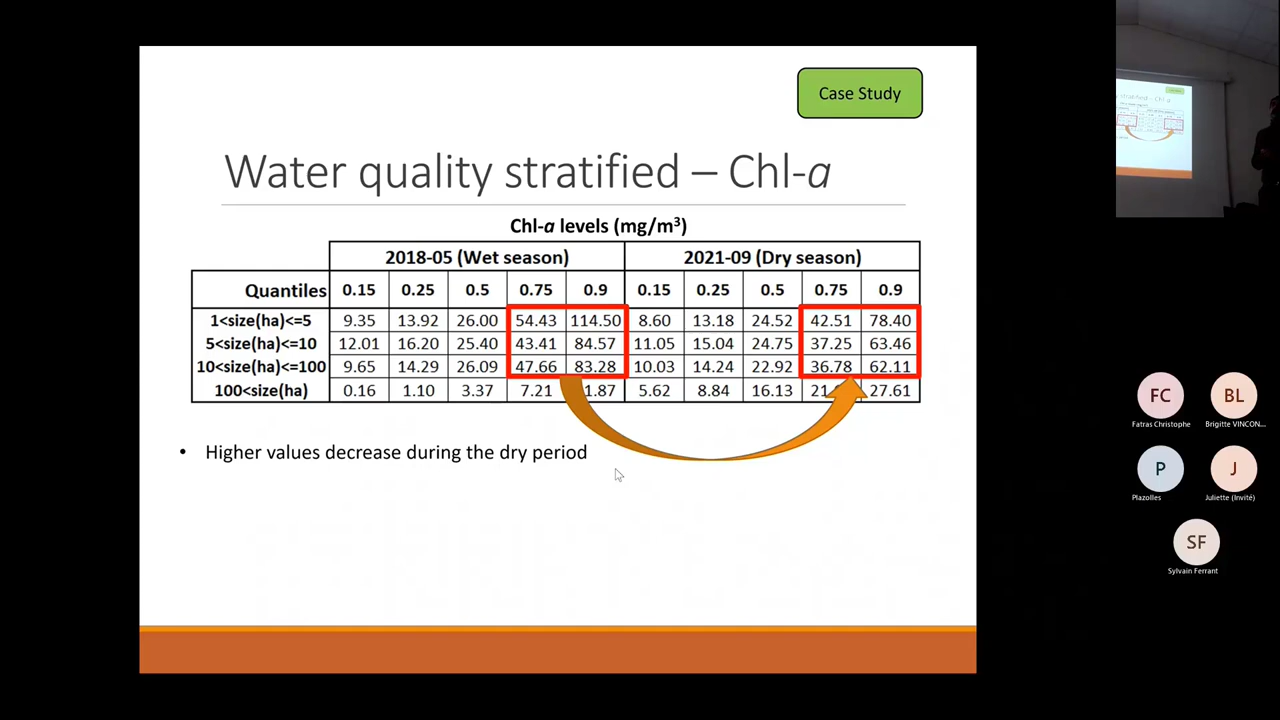 Case Study
Water quality stratified – Chl-a
Chl-a levels (mg/m³)
2018-05 (Wet season) 2021-09 (Dry season)
Quantiles 0.15 0.25 0.5 0.75 0.9 0.15 0.25 0.5 0.75 0.9
1<size(ha)<=5 9.35 13.92 26.00 54.43 114.50 8.60 13.18 24.52 42.51 78.40
5<size(ha)<=10 12.01 16.20 25.40 43.41 84.57 11.05 15.04 24.75 37.25 63.46
10<size(ha)<=100 9.65 14.29 26.09 47.66 83.28 10.03 14.24 22.92 36.78 62.11
100<size(ha) 0.16 1.10 3.37 7.21 5.62 8.84 16.13 27.61
• Higher values decrease during the dry period
FC
Fatras Christophe
BL
Brigitte VINCON...
P
Plazolles
J
Juliette (Invité)
SF
Sylvain Ferrant